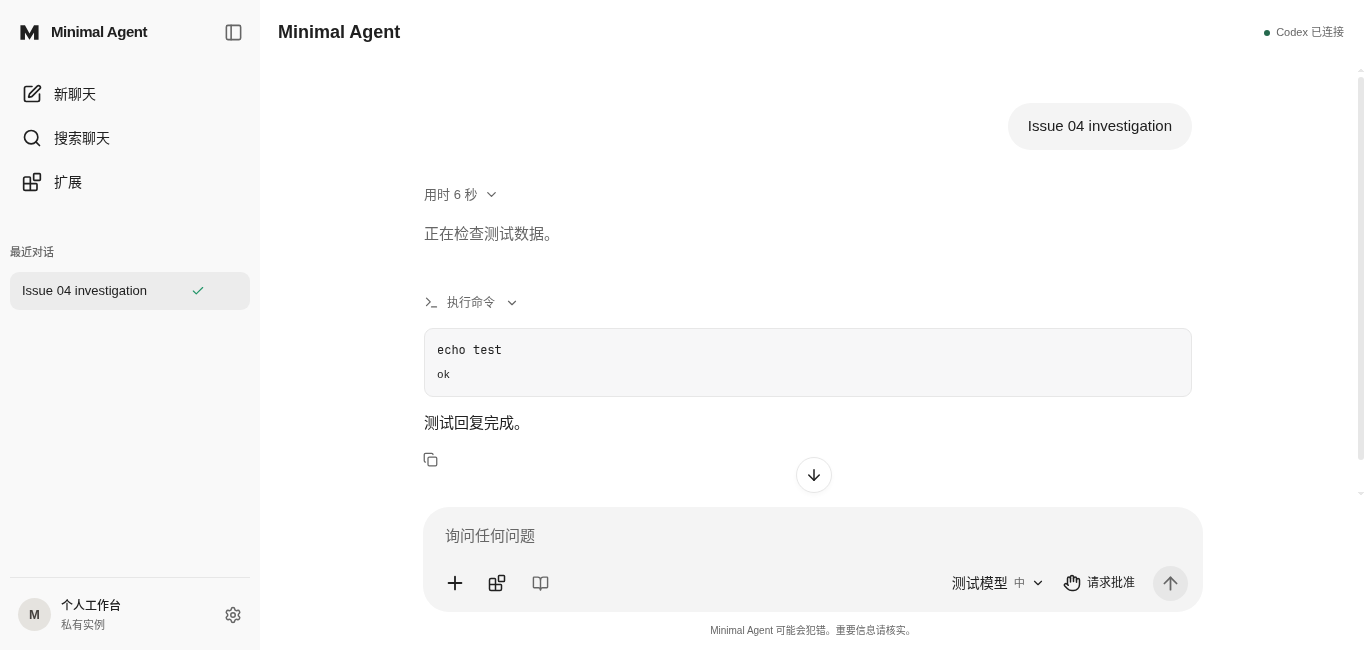 Minimal Agent
新聊天
搜索聊天
扩展
最近对话
Issue 04 investigation
M
个人工作台
私有实例
Minimal Agent
Codex 已连接
Issue 04 investigation
用时 6 秒
正在检查测试数据。
执行命令
echo test
ok
测试回复完成。
询问任何问题
测试模型 中
请求批准
Minimal Agent 可能会犯错。重要信息请核实。